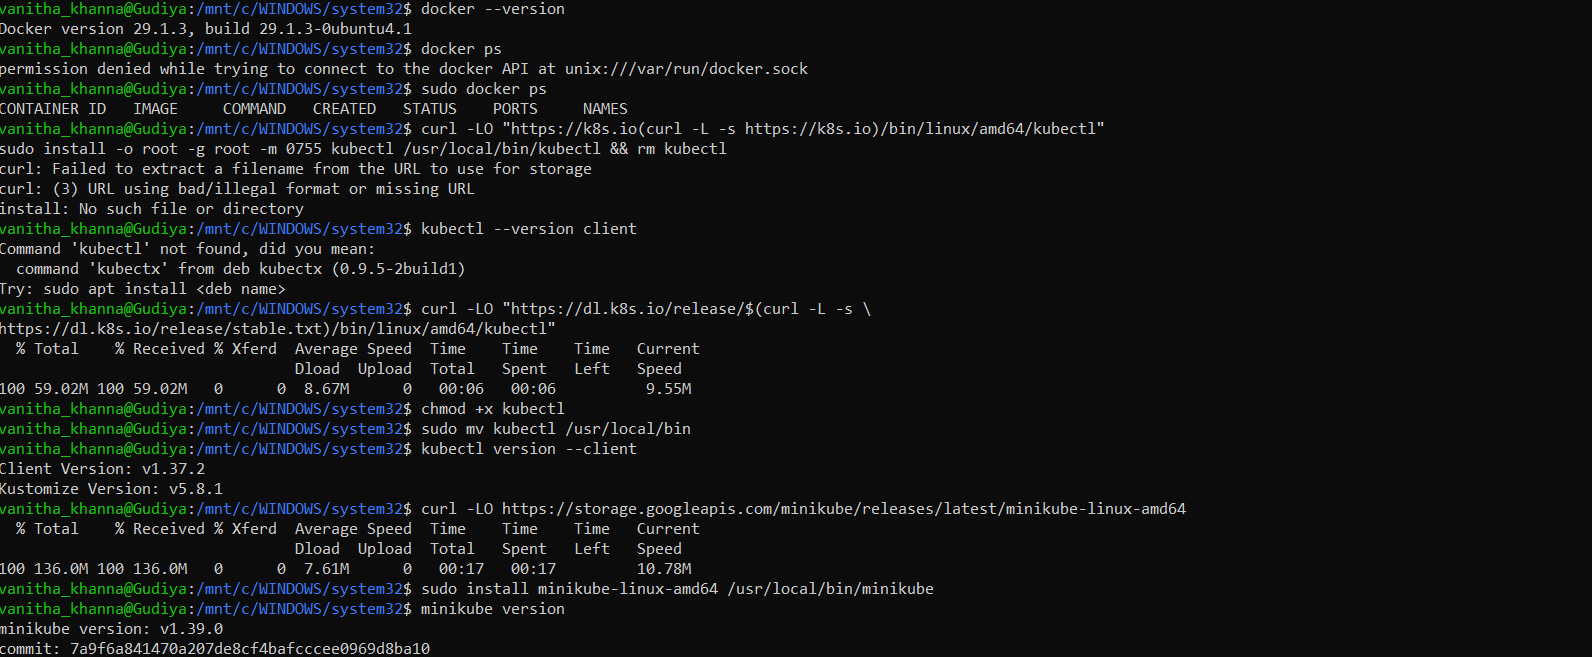 vanitha_khanna@Gudiya:/mnt/c/WINDOWS/system32$ docker --version
Docker version 29.1.3, build 29.1.3-0ubuntu4.1
vanitha_khanna@Gudiya:/mnt/c/WINDOWS/system32$ docker ps
permission denied while trying to connect to the docker API at unix:///var/run/docker.sock
vanitha_khanna@Gudiya:/mnt/c/WINDOWS/system32$ sudo docker ps
CONTAINER ID   IMAGE     COMMAND   CREATED   STATUS    PORTS     NAMES
vanitha_khanna@Gudiya:/mnt/c/WINDOWS/system32$ curl -LO "https://k8s.io(curl -L -s https://k8s.io)/bin/linux/amd64/kubectl"
sudo install -o root -g root -m 0755 kubectl /usr/local/bin/kubectl && rm kubectl
curl: Failed to extract a filename from the URL to use for storage
curl: (3) URL using bad/illegal format or missing URL
install: No such file or directory
vanitha_khanna@Gudiya:/mnt/c/WINDOWS/system32$ kubectl --version client
Command 'kubectl' not found, did you mean:
  command 'kubectx' from deb kubectx (0.9.5-2build1)
Try: sudo apt install <deb name>
vanitha_khanna@Gudiya:/mnt/c/WINDOWS/system32$ curl -LO "https://dl.k8s.io/release/$(curl -L -s \
https://dl.k8s.io/release/stable.txt)/bin/linux/amd64/kubectl"
  % Total    % Received % Xferd  Average Speed  Time    Time    Time   Current
                                 Dload  Upload  Total   Spent   Left   Speed
100 59.02M 100 59.02M   0      0  8.67M      0   00:06   00:06          9.55M
vanitha_khanna@Gudiya:/mnt/c/WINDOWS/system32$ chmod +x kubectl
vanitha_khanna@Gudiya:/mnt/c/WINDOWS/system32$ sudo mv kubectl /usr/local/bin
vanitha_khanna@Gudiya:/mnt/c/WINDOWS/system32$ kubectl version --client
Client Version: v1.37.2
Kustomize Version: v5.8.1
vanitha_khanna@Gudiya:/mnt/c/WINDOWS/system32$ curl -LO https://storage.googleapis.com/minikube/releases/latest/minikube-linux-amd64
  % Total    % Received % Xferd  Average Speed  Time    Time    Time   Current
                                 Dload  Upload  Total   Spent   Left   Speed
100 136.0M 100 136.0M   0      0  7.61M      0   00:17   00:17         10.78M
vanitha_khanna@Gudiya:/mnt/c/WINDOWS/system32$ sudo install minikube-linux-amd64 /usr/local/bin/minikube
vanitha_khanna@Gudiya:/mnt/c/WINDOWS/system32$ minikube version
minikube version: v1.39.0
commit: 7a9f6a841470a207de8cf4bafcccee0969d8ba10